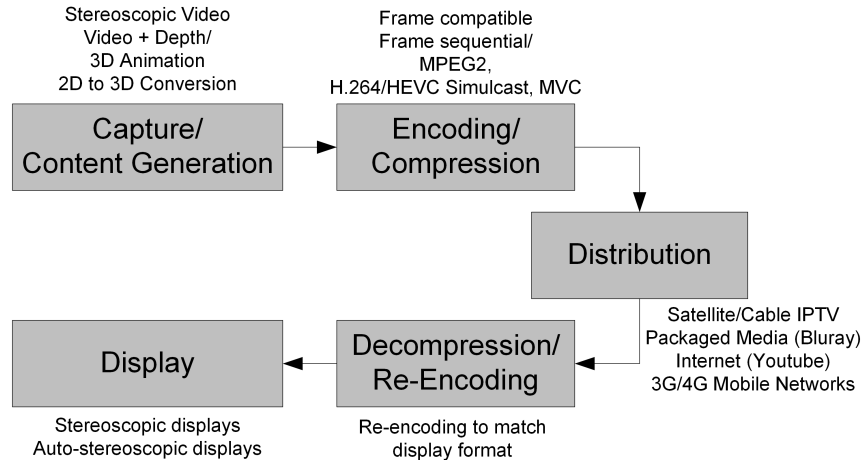 Stereoscopic Video
Video + Depth/
3D Animation
2D to 3D Conversion
Capture/
Content Generation
Frame compatible
Frame sequential/
MPEG2,
H.264/HEVC Simulcast, MVC
Encoding/
Compression
Distribution
Satellite/Cable IPTV
Packaged Media (Bluray)
Internet (Youtube)
3G/4G Mobile Networks
Decompression/
Re-Encoding
Re-encoding to match
display format
Display
Stereoscopic displays
Auto-stereoscopic displays